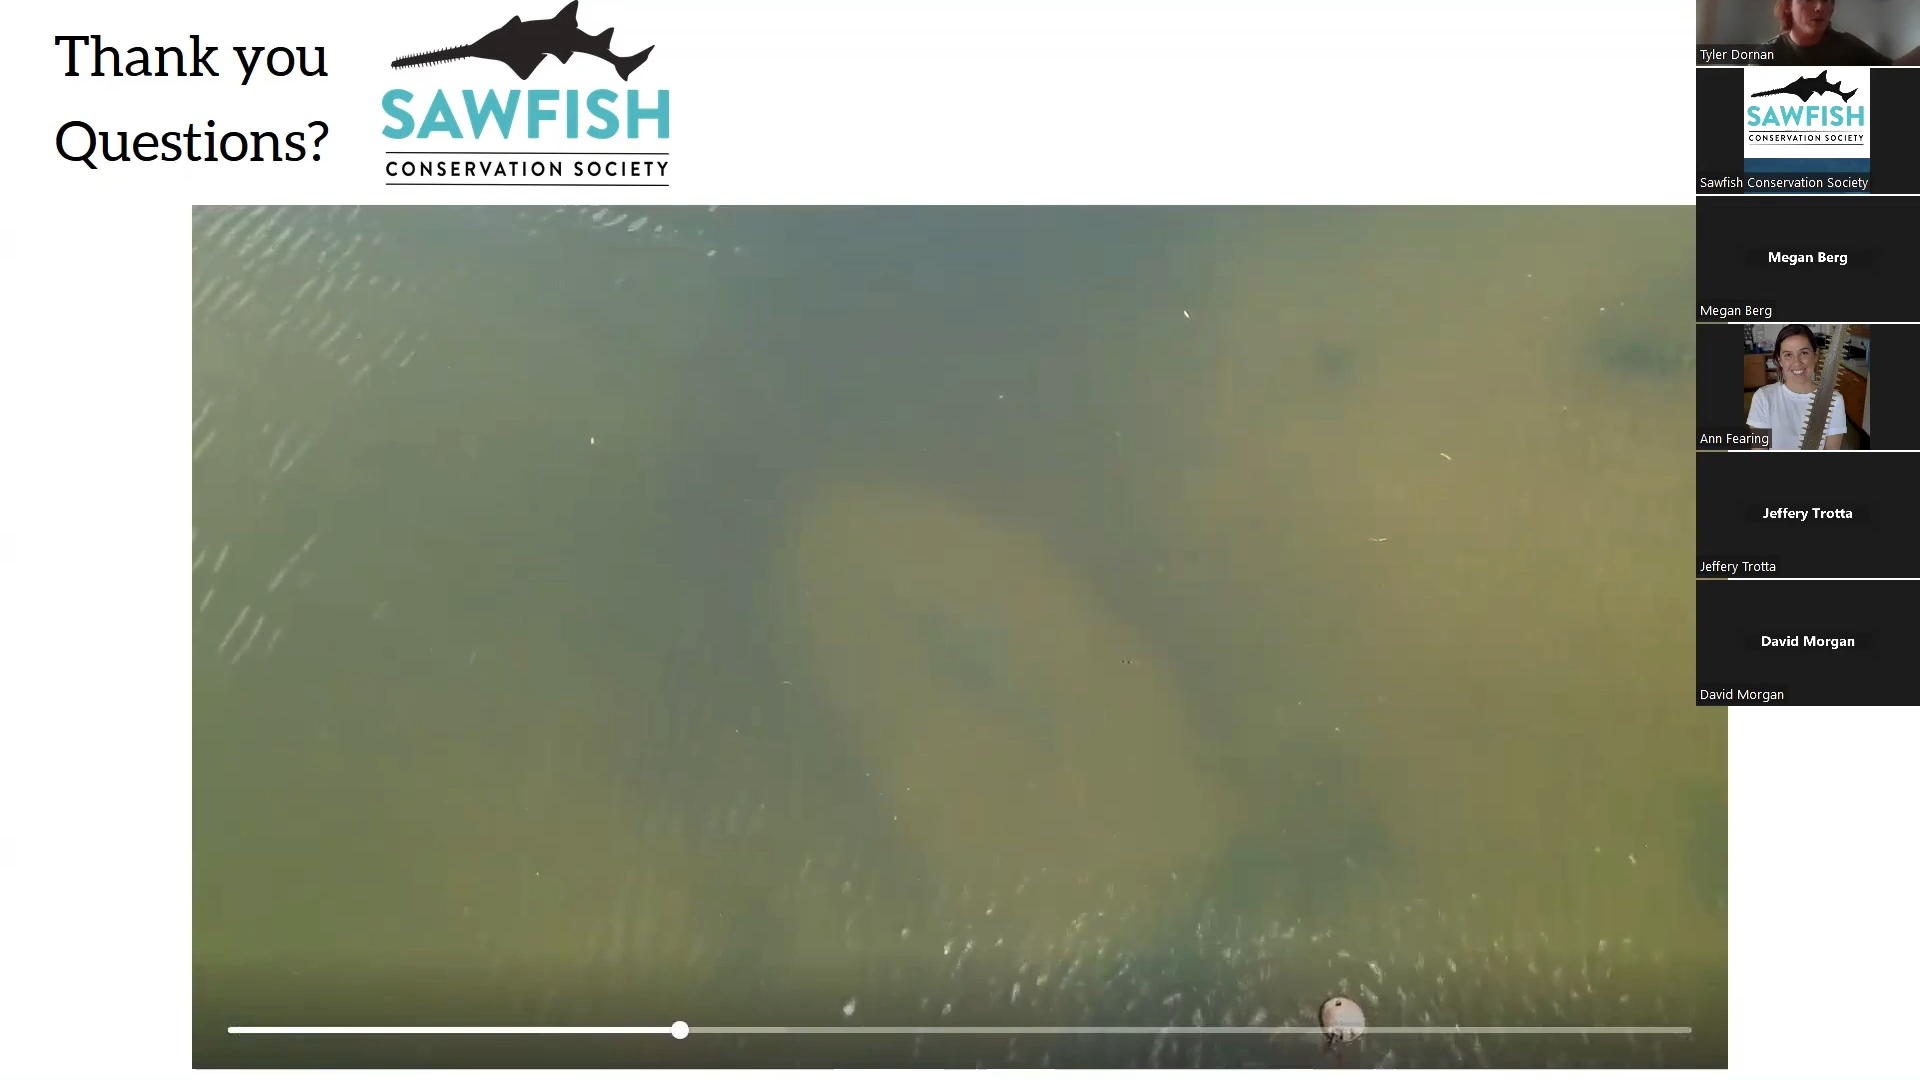 Thank you
Questions?
SAWFISH
CONSERVATION SOCIETY
Tyler Dornan
SAWFISH
CONSERVATION SOCIETY
Sawfish Conservation Society
Megan Berg
Megan Berg
Ann Fearing
Jeffery Trotta
Jeffery Trotta
David Morgan
David Morgan